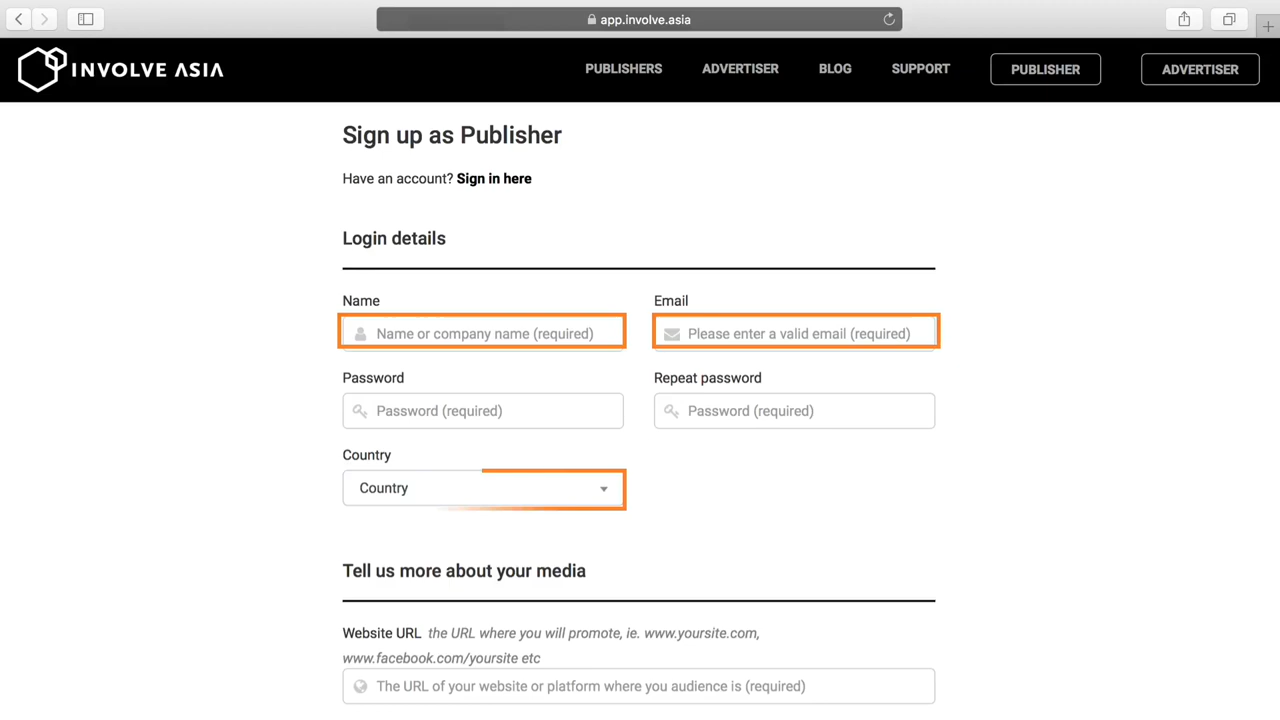 app.involve.asia
INVOLVE ASIA
PUBLISHERS ADVERTISER BLOG SUPPORT PUBLISHER ADVERTISER
Sign up as Publisher
Have an account? Sign in here
Login details
Name Email
Name or company name (required) Please enter a valid email (required)
Password Repeat password
Password (required) Password (required)
Country
Country
Tell us more about your media
Website URL the URL where you will promote, ie. www.yoursite.com,
www.facebook.com/yoursite etc
The URL of your website or platform where you audience is (required)